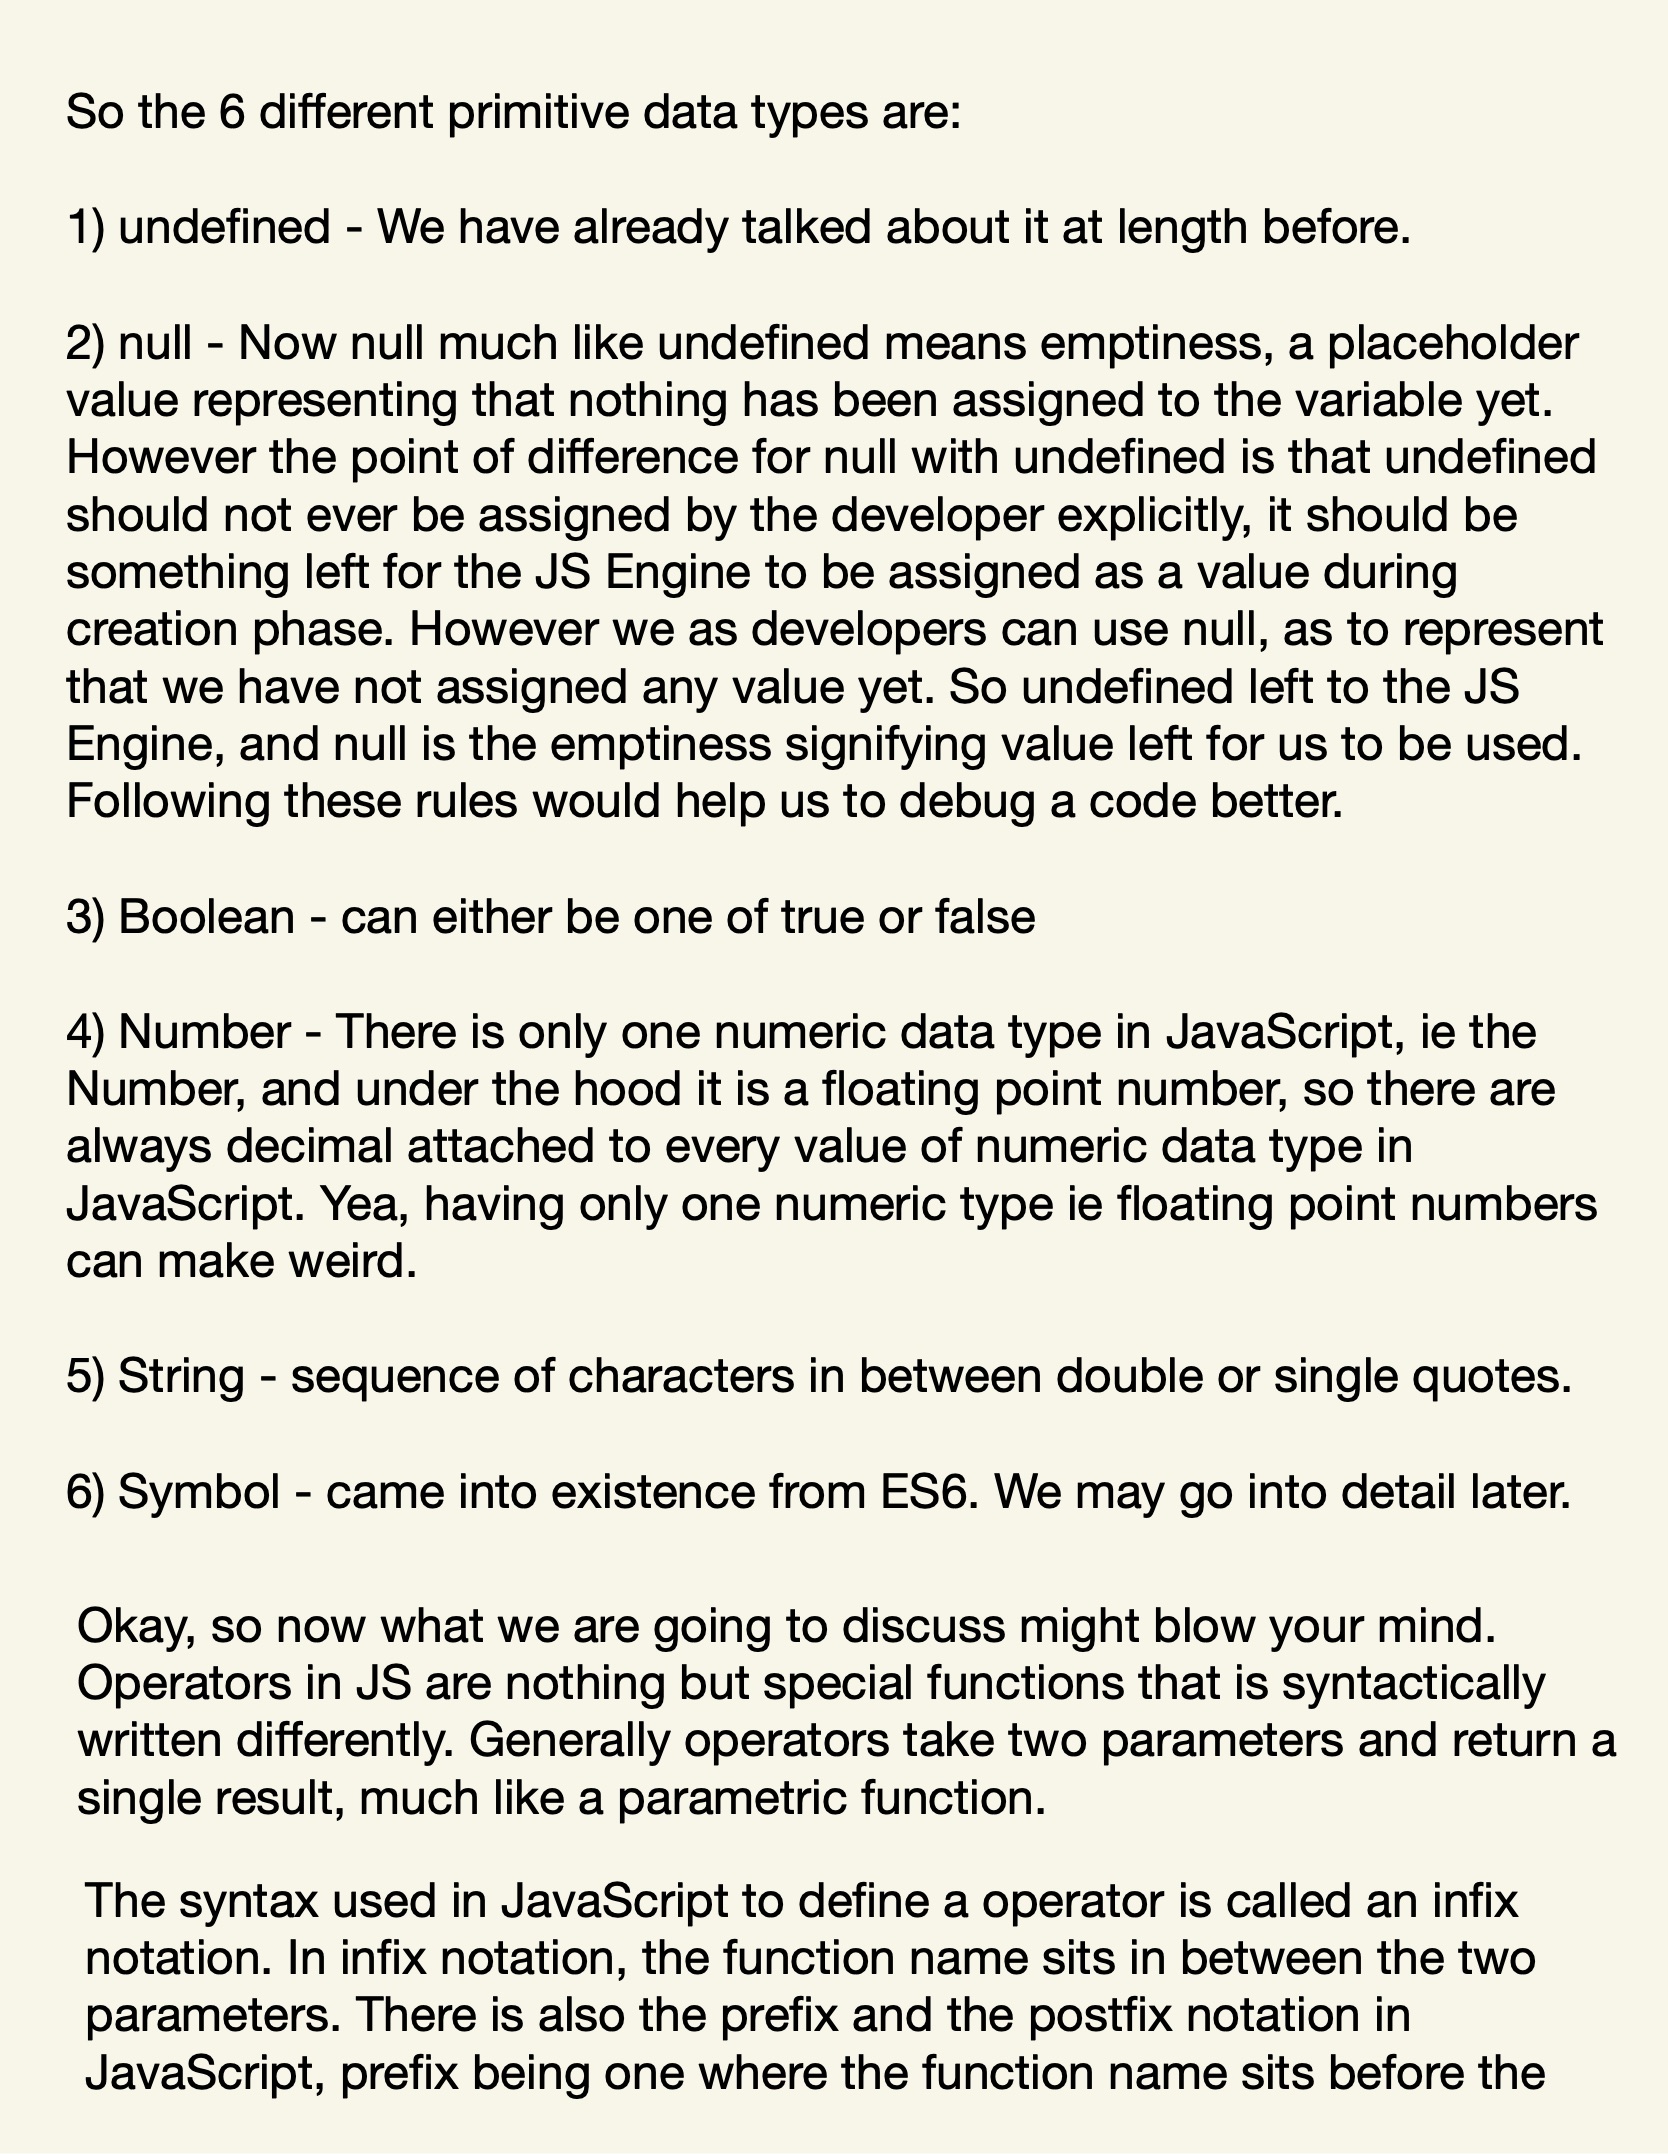 So the 6 different primitive data types are:
1) undefined - We have already talked about it at length before.
2) null - Now null much like undefined means emptiness, a placeholder
value representing that nothing has been assigned to the variable yet.
However the point of difference for null with undefined is that undefined
should not ever be assigned by the developer explicitly, it should be
something left for the JS Engine to be assigned as a value during
creation phase. However we as developers can use null, as to represent
that we have not assigned any value yet. So undefined left to the JS
Engine, and null is the emptiness signifying value left for us to be used.
Following these rules would help us to debug a code better.
3) Boolean - can either be one of true or false
4) Number - There is only one numeric data type in JavaScript, ie the
Number, and under the hood it is a floating point number, so there are
always decimal attached to every value of numeric data type in
JavaScript. Yea, having only one numeric type ie floating point numbers
can make weird.
5) String - sequence of characters in between double or single quotes.
6) Symbol - came into existence from ES6. We may go into detail later.
Okay, so now what we are going to discuss might blow your mind.
Operators in JS are nothing but special functions that is syntactically
written differently. Generally operators take two parameters and return a
single result, much like a parametric function.
The syntax used in JavaScript to define a operator is called an infix
notation. In infix notation, the function name sits in between the two
parameters. There is also the prefix and the postfix notation in
JavaScript, prefix being one where the function name sits before the